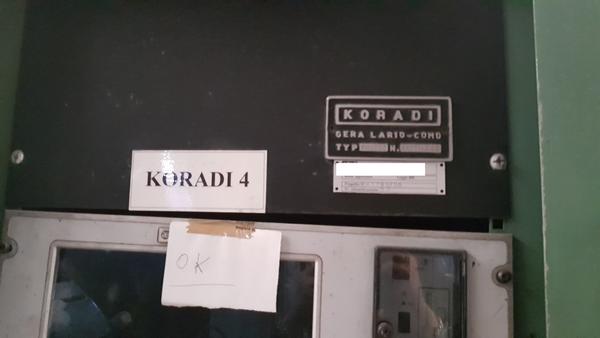 KORADI
GERA LARIO-COMO
TYP N.
KORADI 4
OK